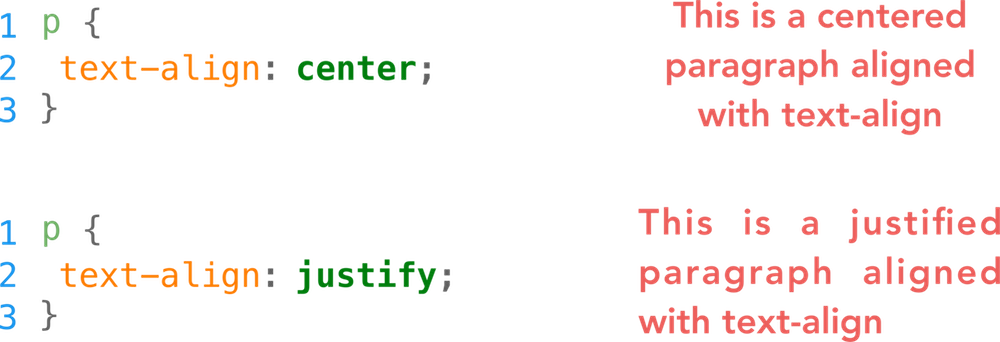 1 p {
2 text-align: center;
3 }
This is a centered
paragraph aligned
with text-align
1 p {
2 text-align: justify;
3 }
This is a justified
paragraph aligned
with text-align